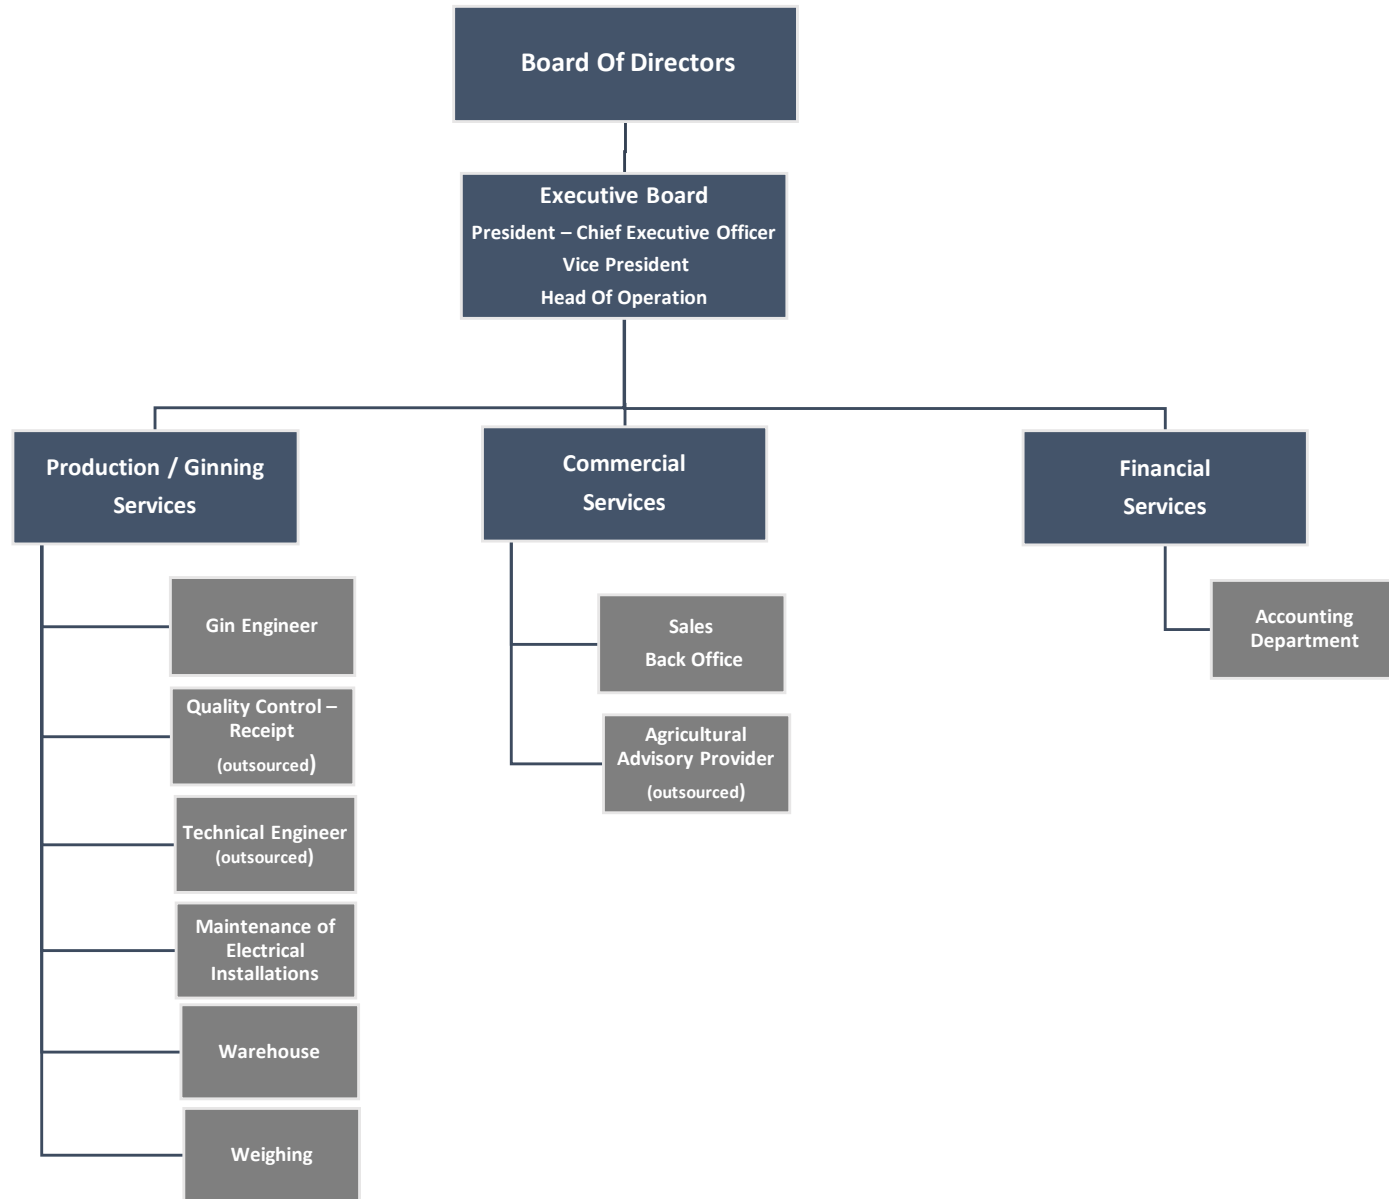 Board Of Directors
Executive Board
President – Chief Executive Officer
Vice President
Head Of Operation
Production / Ginning
Services
Commercial
Services
Financial
Services
Gin Engineer
Quality Control –
Receipt
(outsourced)
Technical Engineer
(outsourced)
Maintenance of
Electrical
Installations
Warehouse
Weighing
Sales
Back Office
Agricultural
Advisory Provider
(outsourced)
Accounting
Department